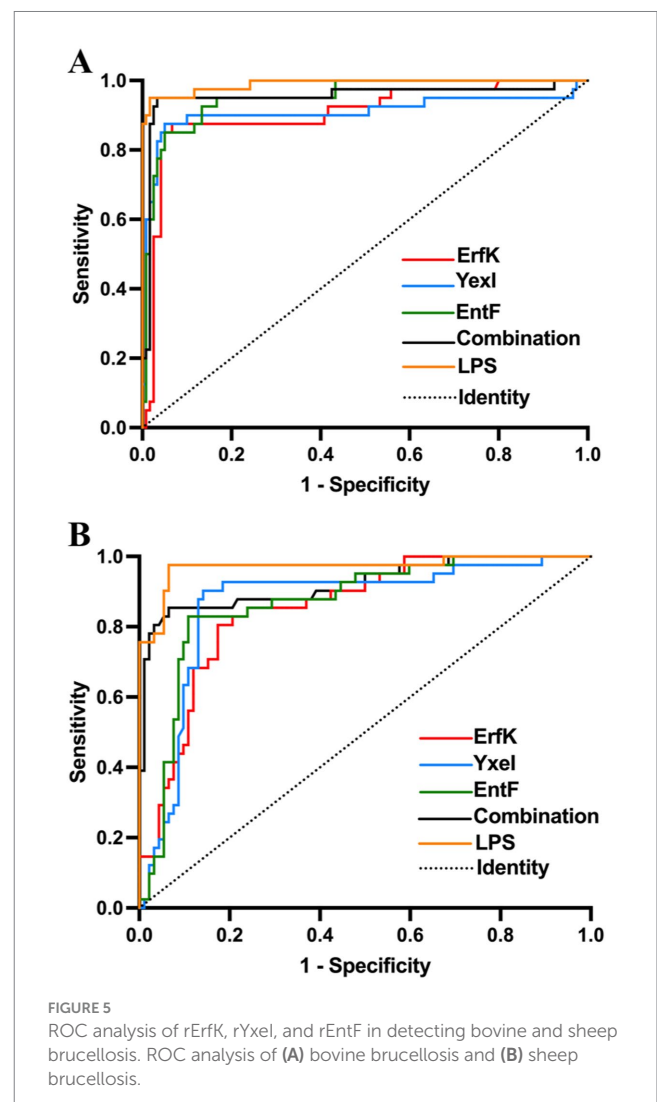 A
1.0
0.8
0.6
0.4
0.2
0.0
Sensitivity
ErfK
YexI
EntF
Combination
LPS
Identity
0.0 0.2 0.4 0.6 0.8 1.0
1 - Specificity
B
1.0
0.8
0.6
0.4
0.2
0.0
Sensitivity
ErfK
YxeI
EntF
Combination
LPS
Identity
0.0 0.2 0.4 0.6 0.8 1.0
1 - Specificity
FIGURE 5
ROC analysis of rErfK, rYxeI, and rEntF in detecting bovine and sheep
brucellosis. ROC analysis of (A) bovine brucellosis and (B) sheep
brucellosis.